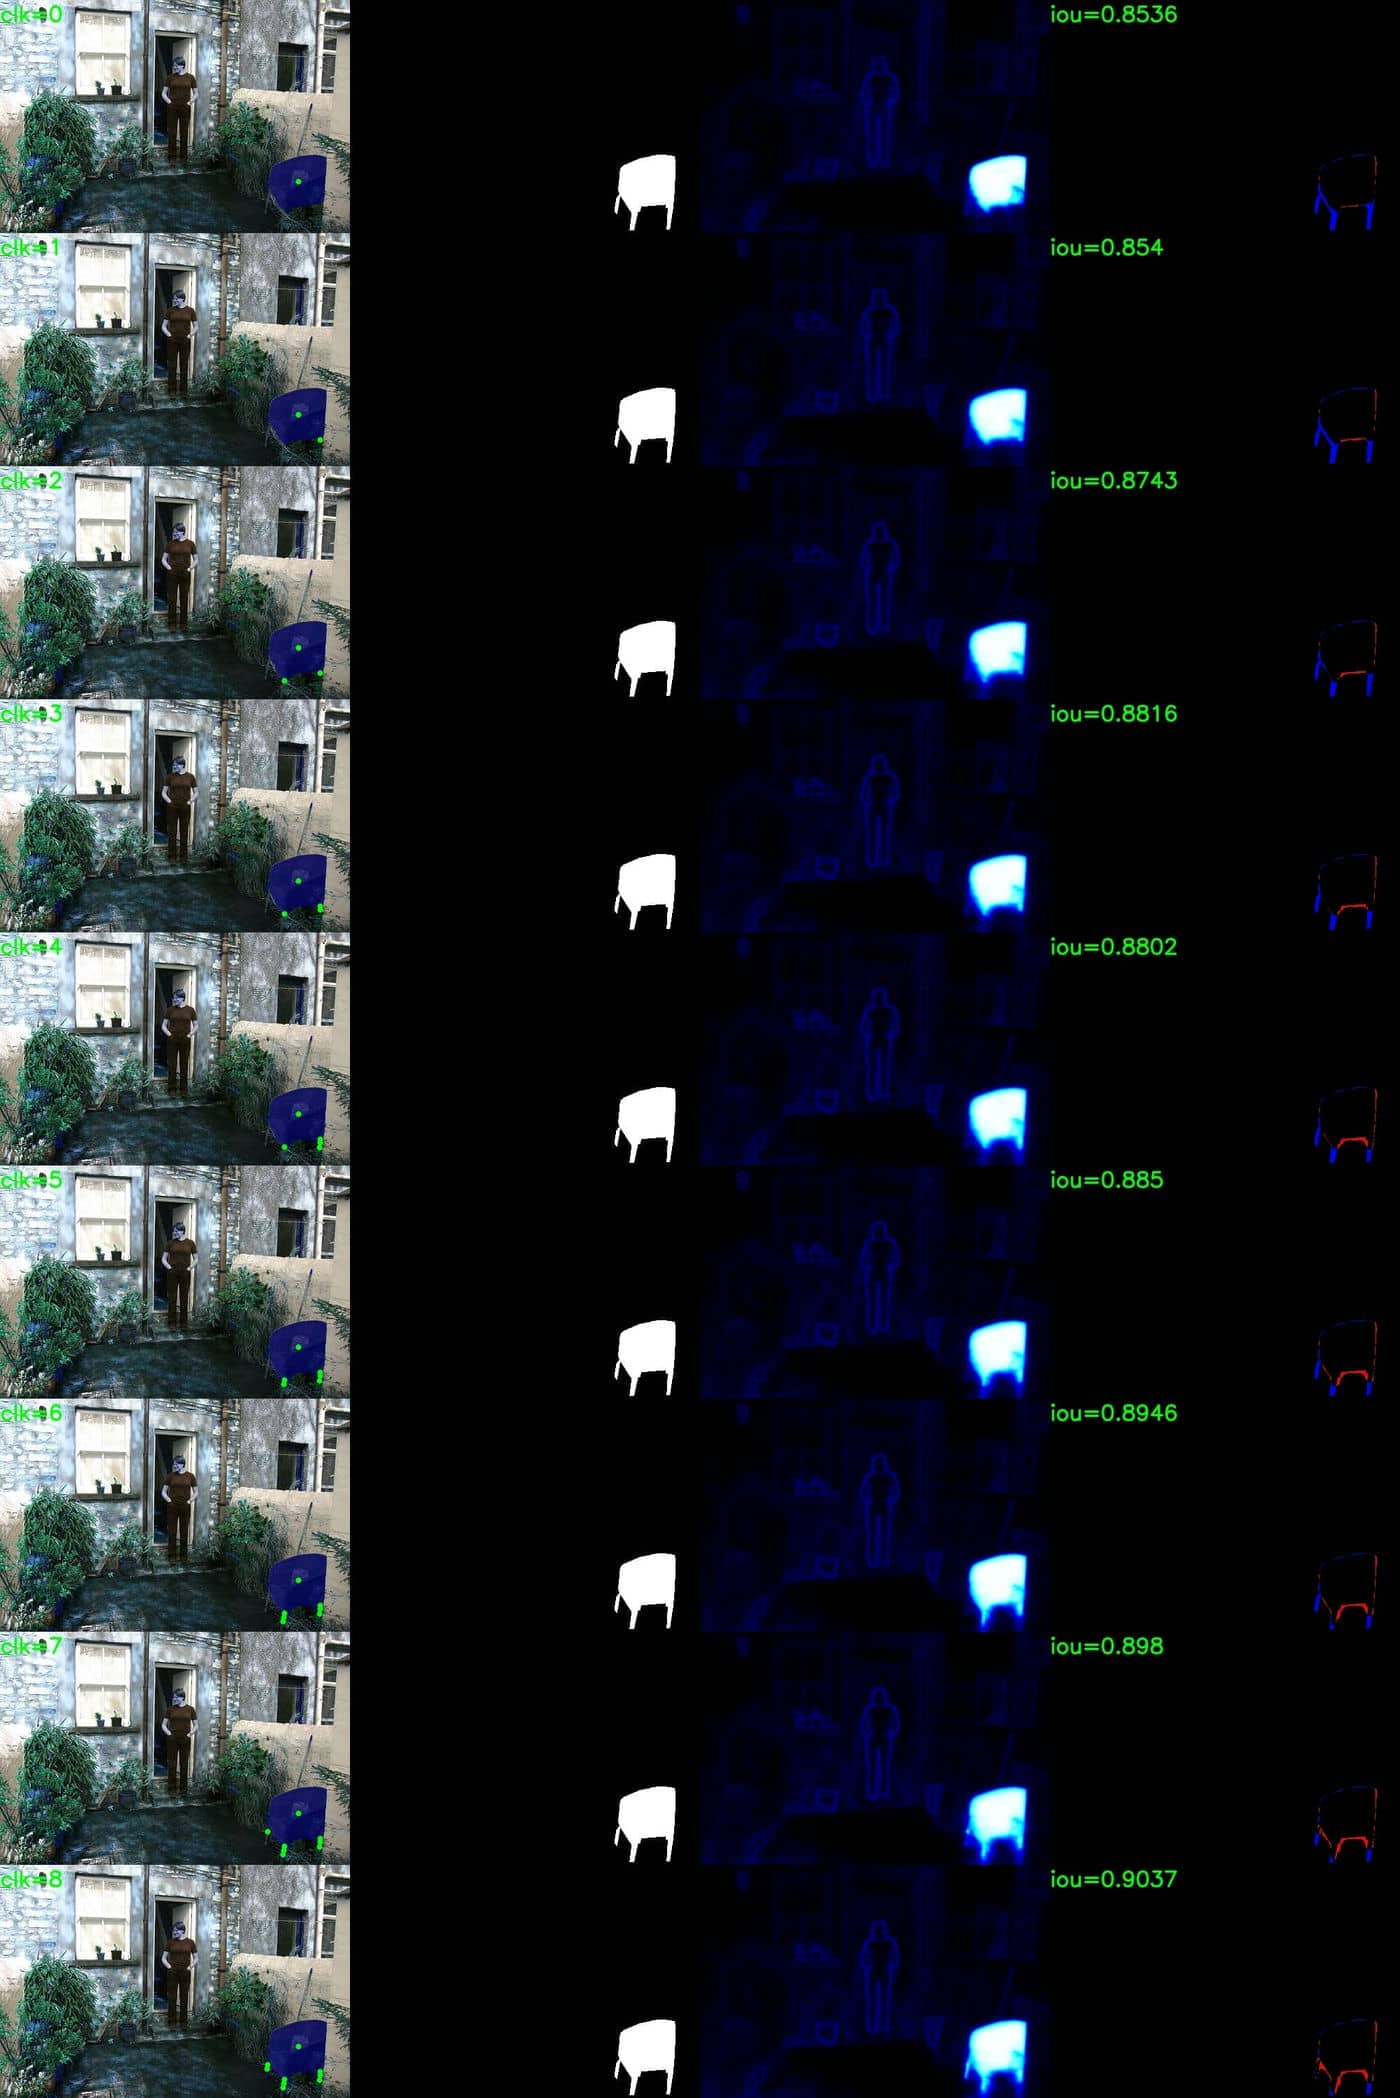 clk=0 iou=0.8536
clk=1 iou=0.854
clk=2 iou=0.8743
clk=3 iou=0.8816
clk=4 iou=0.8802
clk=5 iou=0.885
clk=6 iou=0.8946
clk=7 iou=0.898
clk=8 iou=0.9037